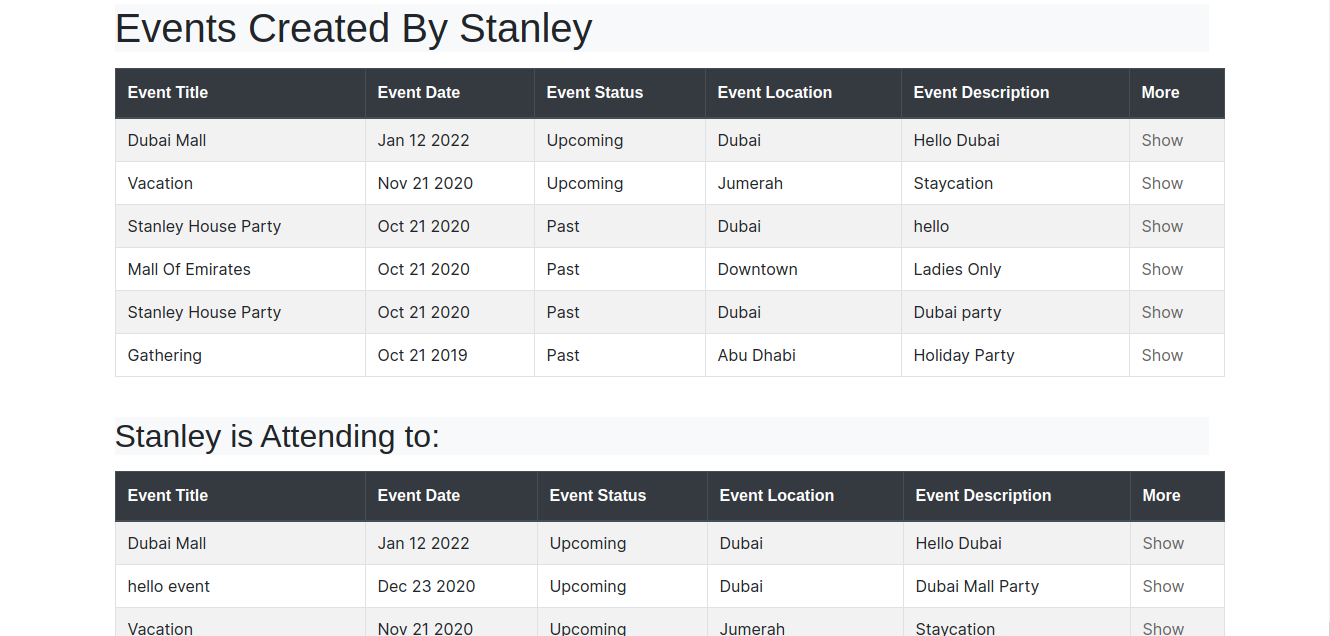 Events Created By Stanley
Event Title Event Date Event Status Event Location Event Description More
Dubai Mall Jan 12 2022 Upcoming Dubai Hello Dubai Show
Vacation Nov 21 2020 Upcoming Jumerah Staycation Show
Stanley House Party Oct 21 2020 Past Dubai hello Show
Mall Of Emirates Oct 21 2020 Past Downtown Ladies Only Show
Stanley House Party Oct 21 2020 Past Dubai Dubai party Show
Gathering Oct 21 2019 Past Abu Dhabi Holiday Party Show
Stanley is Attending to:
Event Title Event Date Event Status Event Location Event Description More
Dubai Mall Jan 12 2022 Upcoming Dubai Hello Dubai Show
hello event Dec 23 2020 Upcoming Dubai Dubai Mall Party Show
Vacation Nov 21 2020 Upcoming Jumerah Staycation Show